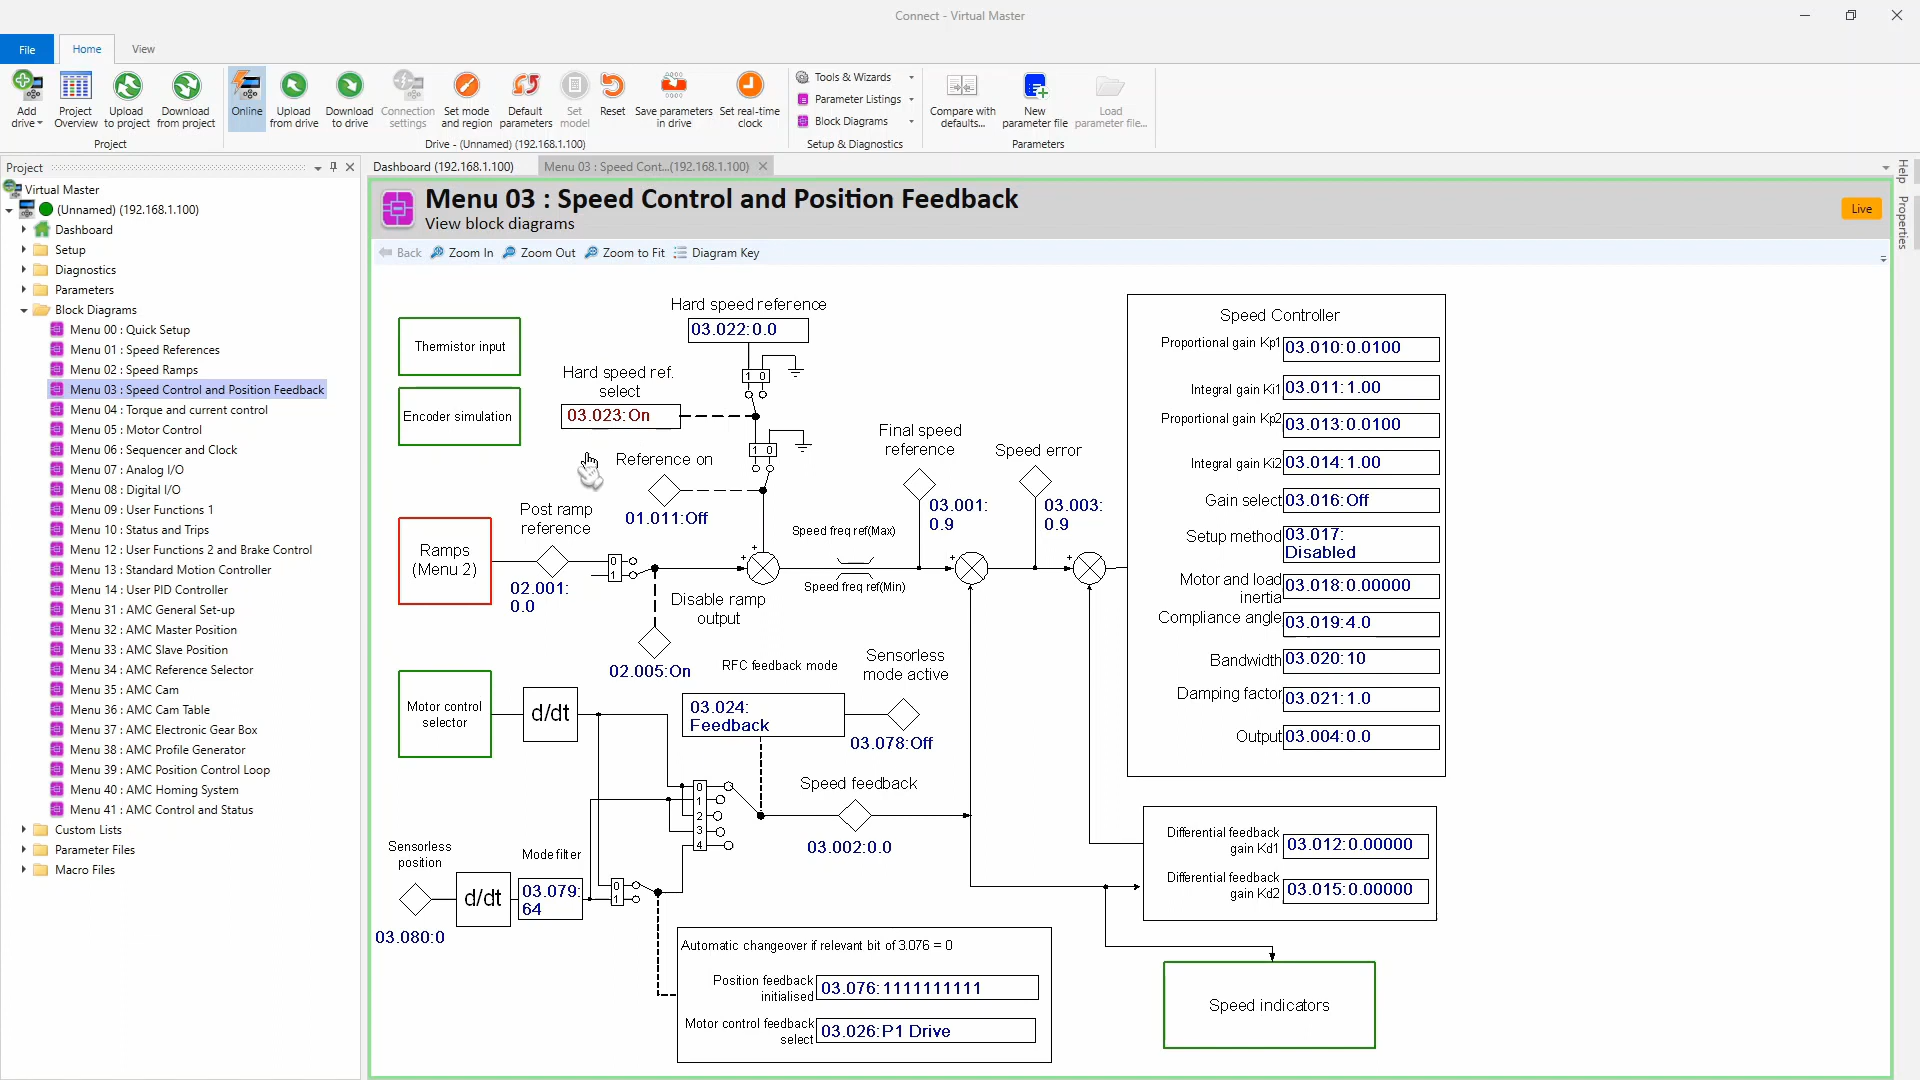 Connect - Virtual Master
File
Home
View
Add drive
Project Overview
Upload to project
Download from project
Project
Online
Upload from drive
Download to drive
Connection settings
Set mode and region
Default parameters
Set model
Reset
Save parameters in drive
Set real-time clock
Drive - (Unnamed) (192.168.1.100)
Tools & Wizards
Parameter Listings
Block Diagrams
Setup & Diagnostics
Compare with defaults...
New parameter file
Load parameter file...
Parameters
Project
Virtual Master
(Unnamed) (192.168.1.100)
Dashboard
Setup
Diagnostics
Parameters
Block Diagrams
Menu 00 : Quick Setup
Menu 01 : Speed References
Menu 02 : Speed Ramps
Menu 03 : Speed Control and Position Feedback
Menu 04 : Torque and current control
Menu 05 : Motor Control
Menu 06 : Sequencer and Clock
Menu 07 : Analog I/O
Menu 08 : Digital I/O
Menu 09 : User Functions 1
Menu 10 : Status and Trips
Menu 12 : User Functions 2 and Brake Control
Menu 13 : Standard Motion Controller
Menu 14 : User PID Controller
Menu 31 : AMC General Set-up
Menu 32 : AMC Master Position
Menu 33 : AMC Slave Position
Menu 34 : AMC Reference Selector
Menu 35 : AMC Cam
Menu 36 : AMC Cam Table
Menu 37 : AMC Electronic Gear Box
Menu 38 : AMC Profile Generator
Menu 39 : AMC Position Control Loop
Menu 40 : AMC Homing System
Menu 41 : AMC Control and Status
Custom Lists
Parameter Files
Macro Files
Dashboard (192.168.1.100)
Menu 03 : Speed Cont...(192.168.1.100)
Help
Properties
Menu 03 : Speed Control and Position Feedback
View block diagrams
Live
Back
Zoom In
Zoom Out
Zoom to Fit
Diagram Key
Thermistor input
Encoder simulation
Hard speed reference
03.022:0.0
1 0
Hard speed ref.
select
03.023:On
1 0
Reference on
01.011:Off
Post ramp
reference
Ramps
(Menu 2)
02.001:
0.0
0
1
Disable ramp
output
02.005:On
+
+
Speed freq ref(Max)
Speed freq ref(Min)
Final speed
reference
03.001:
0.9
+
Speed error
03.003:
0.9
+
Motor control
selector
d/dt
RFC feedback mode
03.024:
Feedback
Sensorless
mode active
03.078:Off
0
1
2
3
4
Speed feedback
03.002:0.0
Sensorless
position
03.080:0
d/dt
Mode filter
03.079:
64
0
1
Automatic changeover if relevant bit of 3.076 = 0
Position feedback
initialised
03.076:1111111111
Motor control feedback
select
03.026:P1 Drive
Speed Controller
Proportional gain Kp1
03.010:0.0100
Integral gain Ki1
03.011:1.00
Proportional gain Kp2
03.013:0.0100
Integral gain Ki2
03.014:1.00
Gain select
03.016:Off
Setup method
03.017:
Disabled
Motor and load
inertia
03.018:0.00000
Compliance angle
03.019:4.0
Bandwidth
03.020:10
Damping factor
03.021:1.0
Output
03.004:0.0
Differential feedback
gain Kd1
03.012:0.00000
Differential feedback
gain Kd2
03.015:0.00000
Speed indicators